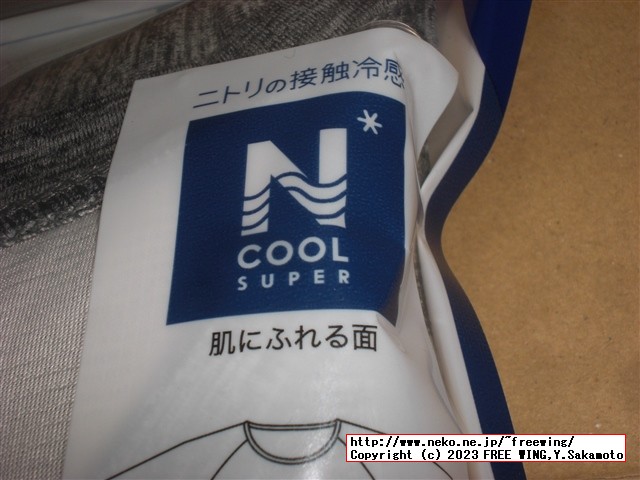 ニトリの接触冷感
N*
COOL
SUPER
肌にふれる面
http://www.neko.ne.jp/~freewing/
Copyright (c) 2023 FREE WING,Y.Sakamoto